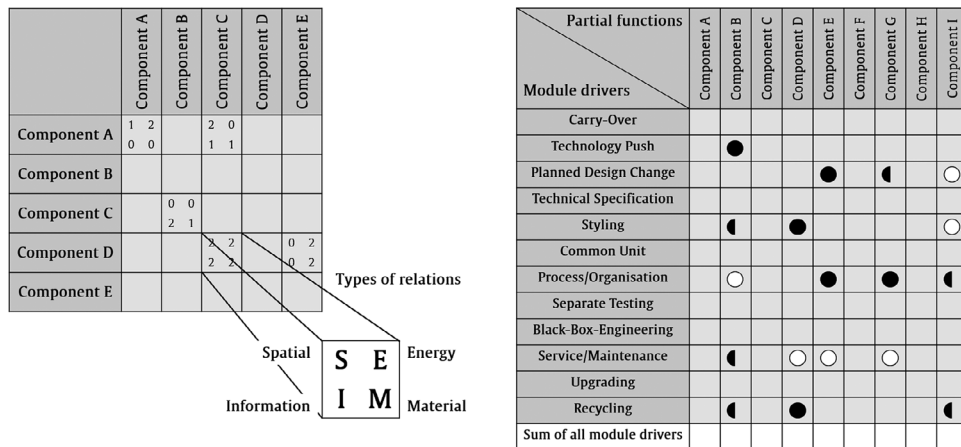 Component A
Component B
Component C
Component D
Component E
Component A
1 2
0 0
2 0
1 1
Component B
Component C
0 0
2 1
Component D
2 2
2 2
0 2
0 2
Component E
Types of relations
Spatial
S E
Energy
Information
I M
Material
Partial functions
Module drivers
Component A
Component B
Component C
Component D
Component E
Component F
Component G
Component H
Component I
Carry-Over
Technology Push
Planned Design Change
Technical Specification
Styling
Common Unit
Process/Organisation
Separate Testing
Black-Box-Engineering
Service/Maintenance
Upgrading
Recycling
Sum of all module drivers